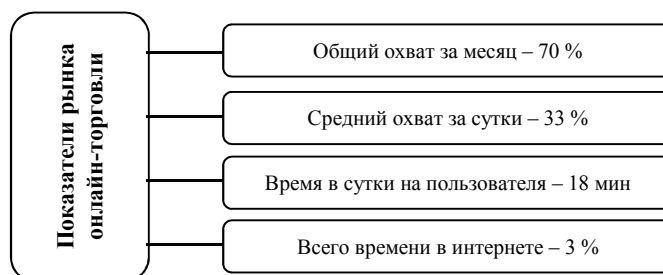 Показатели рынка
онлайн-торговли
Общий охват за месяц – 70 %
Средний охват за сутки – 33 %
Время в сутки на пользователя – 18 мин
Всего времени в интернете – 3 %